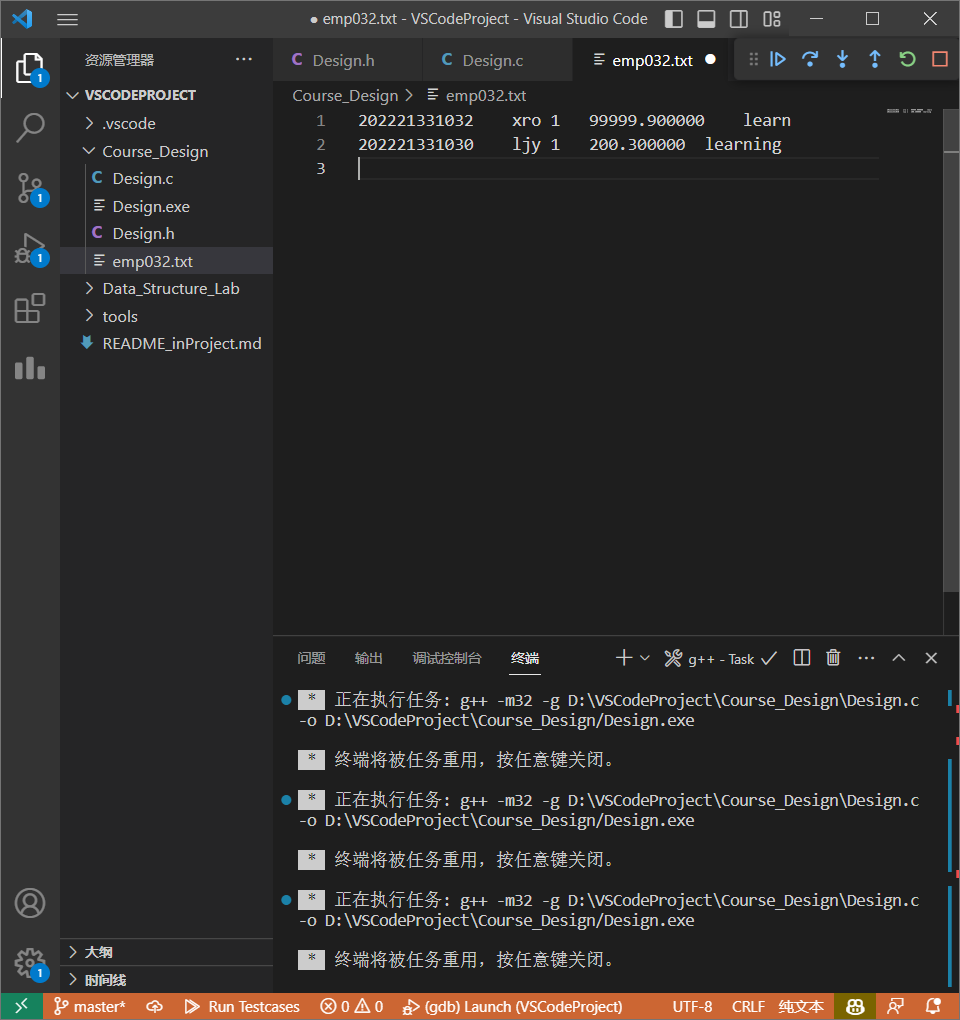 ● emp032.txt - VSCodeProject - Visual Studio Code
资源管理器
Design.h
Design.c
emp032.txt
VSCODEPROJECT
.vscode
Course_Design
Design.c
Design.exe
Design.h
emp032.txt
Data_Structure_Lab
tools
README_inProject.md
大纲
时间线
Course_Design > emp032.txt
1 202221331032 xro 1 99999.900000 learn
2 202221331030 ljy 1 200.300000 learning
3
问题 输出 调试控制台 终端
g++ - Task
* 正在执行任务: g++ -m32 -g D:\VSCodeProject\Course_Design\Design.c
-o D:\VSCodeProject\Course_Design/Design.exe
* 终端将被任务重用，按任意键关闭。
* 正在执行任务: g++ -m32 -g D:\VSCodeProject\Course_Design\Design.c
-o D:\VSCodeProject\Course_Design/Design.exe
* 终端将被任务重用，按任意键关闭。
* 正在执行任务: g++ -m32 -g D:\VSCodeProject\Course_Design\Design.c
-o D:\VSCodeProject\Course_Design/Design.exe
* 终端将被任务重用，按任意键关闭。
1
1
1
1
master* Run Testcases 0 0 (gdb) Launch (VSCodeProject) UTF-8 CRLF 纯文本